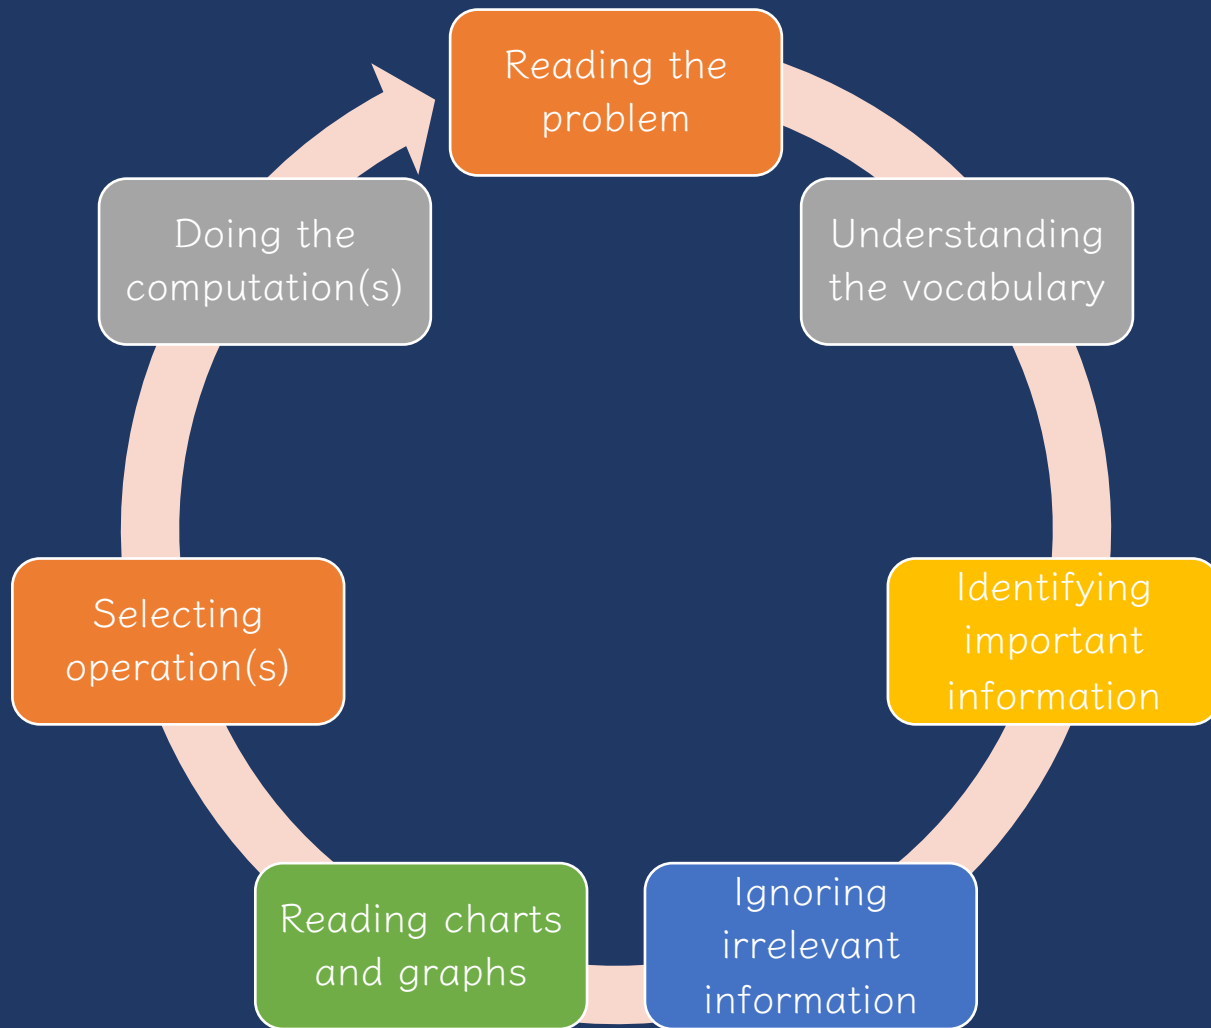 Reading the
problem
Understanding
the vocabulary
Identifying
important
information
Ignoring
irrelevant
information
Reading charts
and graphs
Selecting
operation(s)
Doing the
computation(s)